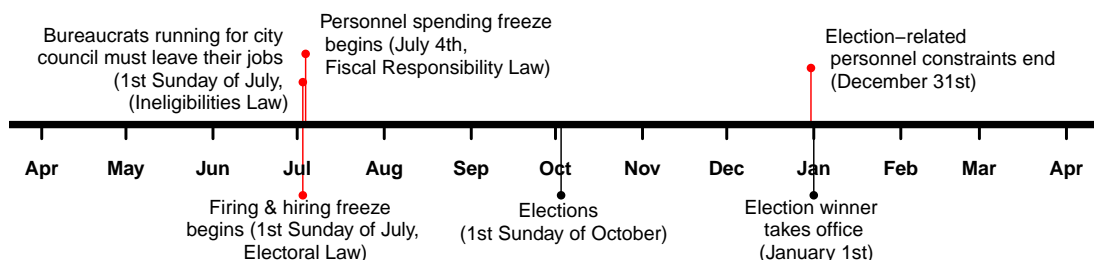 Bureaucrats running for city
council must leave their jobs
(1st Sunday of July,
(Ineligibilities Law)
Personnel spending freeze
begins (July 4th,
Fiscal Responsibility Law)
Election−related
personnel constraints end
(December 31st)
Apr May Jun Jul Aug Sep Oct Nov Dec Jan Feb Mar Apr
Firing & hiring freeze
begins (1st Sunday of July,
Electoral Law)
Elections
(1st Sunday of October)
Election winner
takes office
(January 1st)